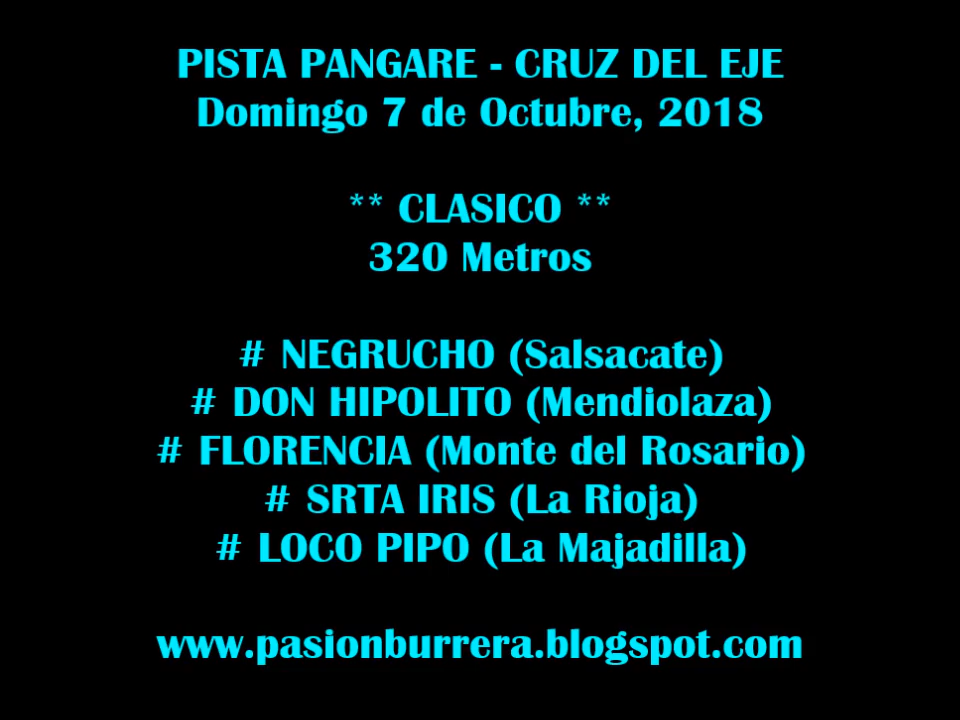 PISTA PANGARE - CRUZ DEL EJE
Domingo 7 de Octubre, 2018
** CLASICO **
320 Metros
# NEGRUCHO (Salsacate)
# DON HIPOLITO (Mendiolaza)
# FLORENCIA (Monte del Rosario)
# SRTA IRIS (La Rioja)
# LOCO PIPO (La Majadilla)
www.pasionburrera.blogspot.com